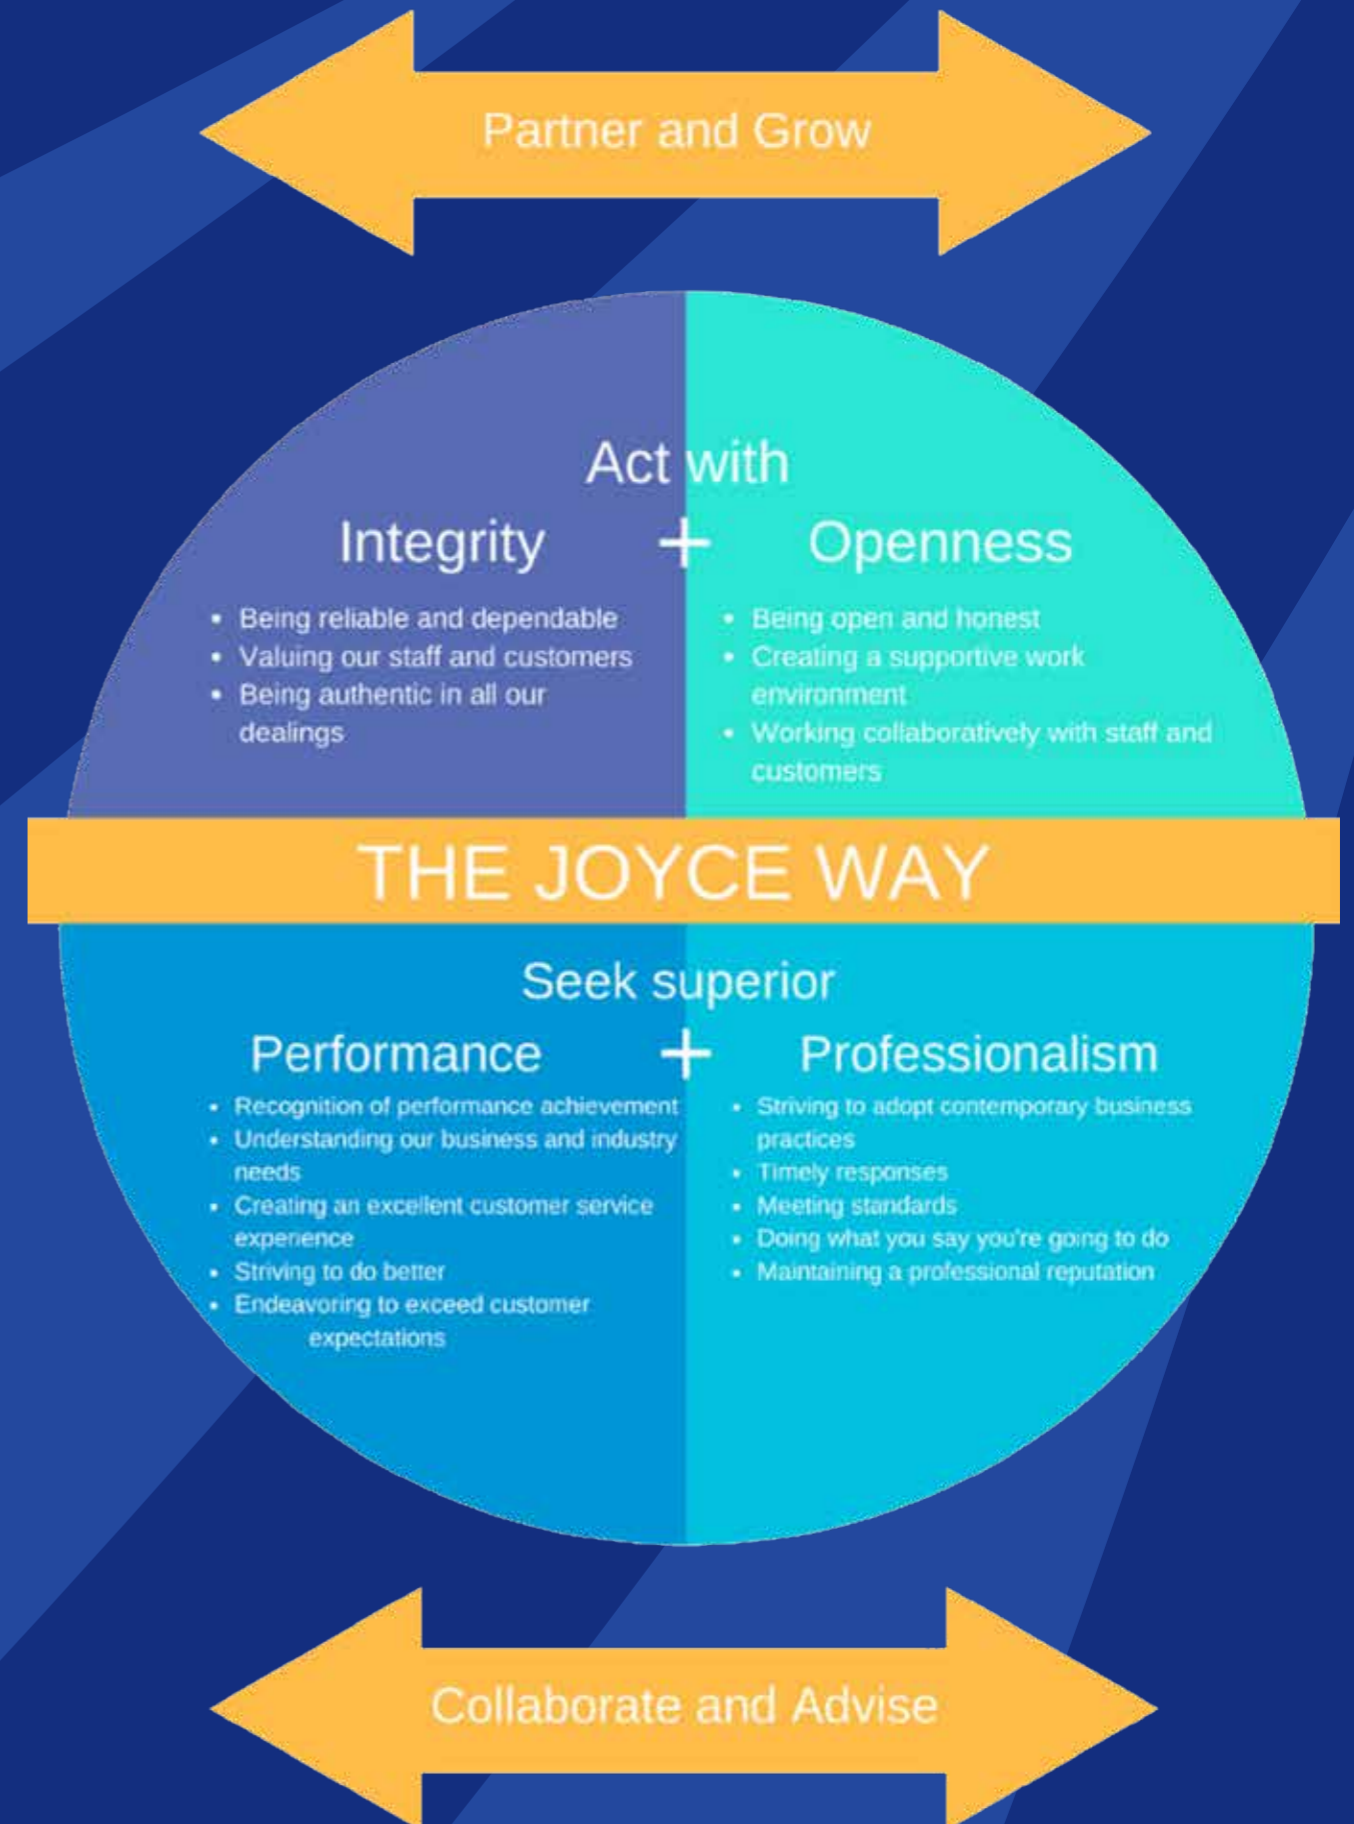 Partner and Grow
Act with
Integrity + Openness
• Being reliable and dependable
• Valuing our staff and customers
• Being authentic in all our
dealings
• Being open and honest
• Creating a supportive work
environment
• Working collaboratively with staff and
customers
THE JOYCE WAY
Seek superior
Performance + Professionalism
• Recognition of performance achievement
• Understanding our business and industry
needs
• Creating an excellent customer service
experience
• Striving to do better
• Endeavoring to exceed customer
expectations
• Striving to adopt contemporary business
practices
• Timely responses
• Meeting standards
• Doing what you say you're going to do
• Maintaining a professional reputation
Collaborate and Advise